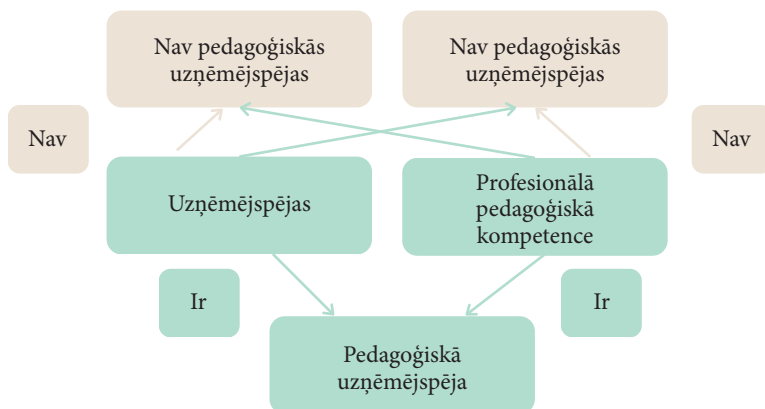 Nav pedagoģiskās
uzņēmējspējas
Nav pedagoģiskās
uzņēmējspējas
Nav
Nav
Uzņēmējspējas
Profesionālā
pedagoģiskā
kompetence
Ir
Ir
Pedagoģiskā
uzņēmējspēja